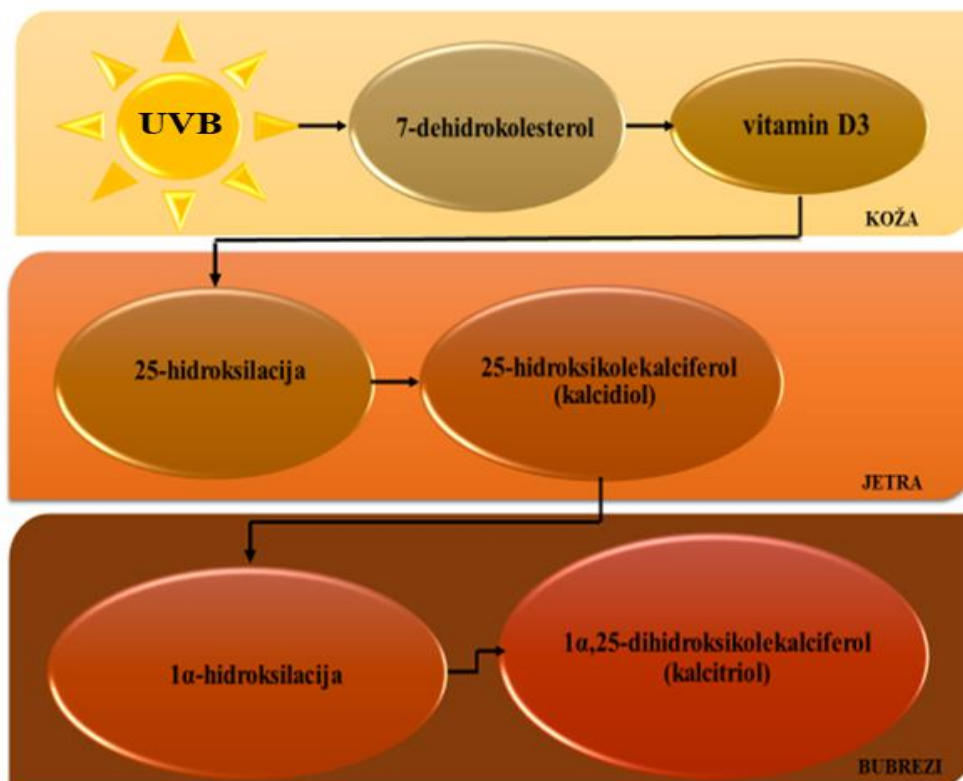 UVB
7-dehidrokolesterol
vitamin D3
KOŽA
25-hidroksilacija
25-hidroksikolekalciferol
(kalcidiol)
JETRA
1α-hidroksilacija
1α,25-dihidroksikolekalciferol
(kalcitriol)
BUBREZI